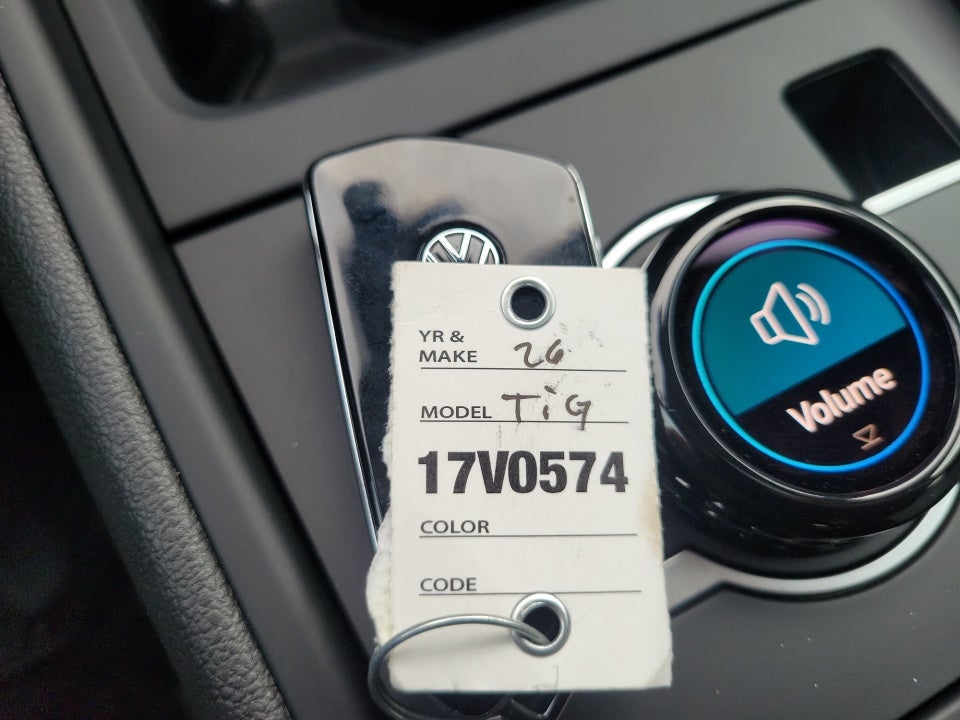 YR &
MAKE 26
MODEL TiG
17V0574
COLOR
CODE
Volume